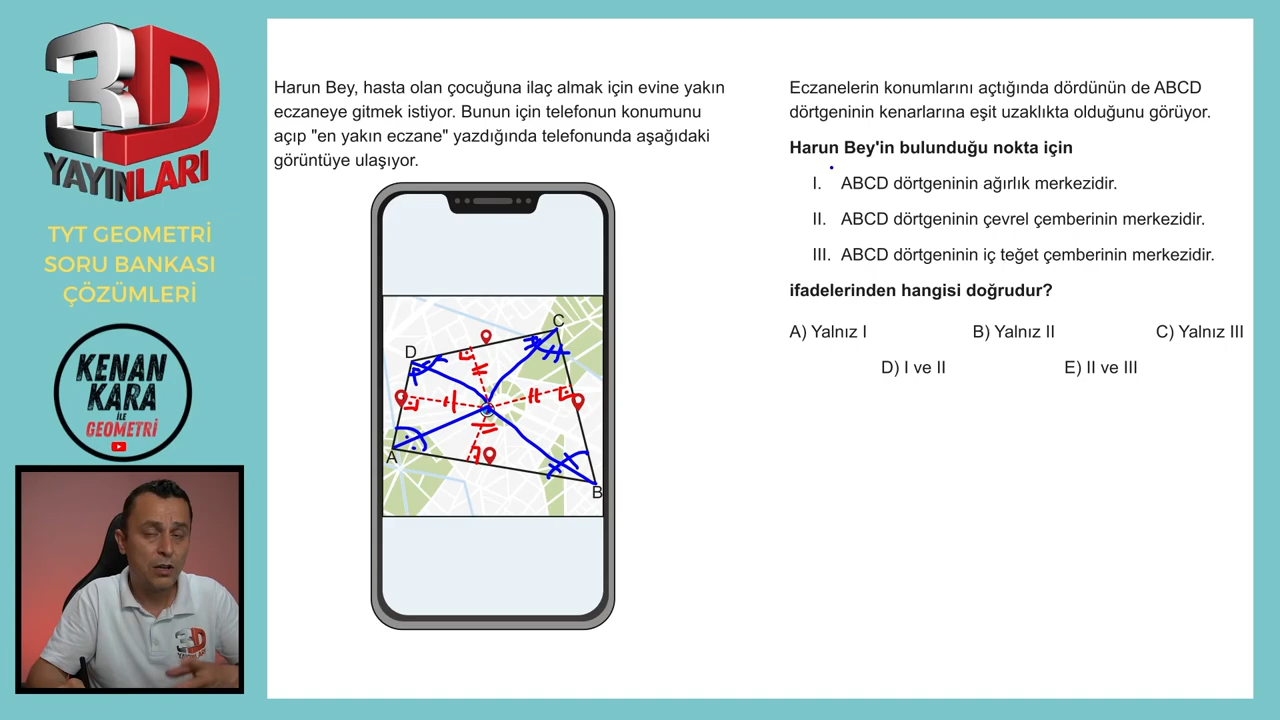 3D
YAYINLARI
TYT GEOMETRİ
SORU BANKASI
ÇÖZÜMLERİ
KENAN
KARA
İLE
GEOMETRİ
3D
YAYINLARI
Harun Bey, hasta olan çocuğuna ilaç almak için evine yakın
eczaneye gitmek istiyor. Bunun için telefonun konumunu
açıp "en yakın eczane" yazdığında telefonunda aşağıdaki
görüntüye ulaşıyor.
C
D
A
B
Eczanelerin konumlarını açtığında dördünün de ABCD
dörtgeninin kenarlarına eşit uzaklıkta olduğunu görüyor.
Harun Bey'in bulunduğu nokta için
I. ABCD dörtgeninin ağırlık merkezidir.
II. ABCD dörtgeninin çevrel çemberinin merkezidir.
III. ABCD dörtgeninin iç teğet çemberinin merkezidir.
ifadelerinden hangisi doğrudur?
A) Yalnız I B) Yalnız II C) Yalnız III
D) I ve II E) II ve III